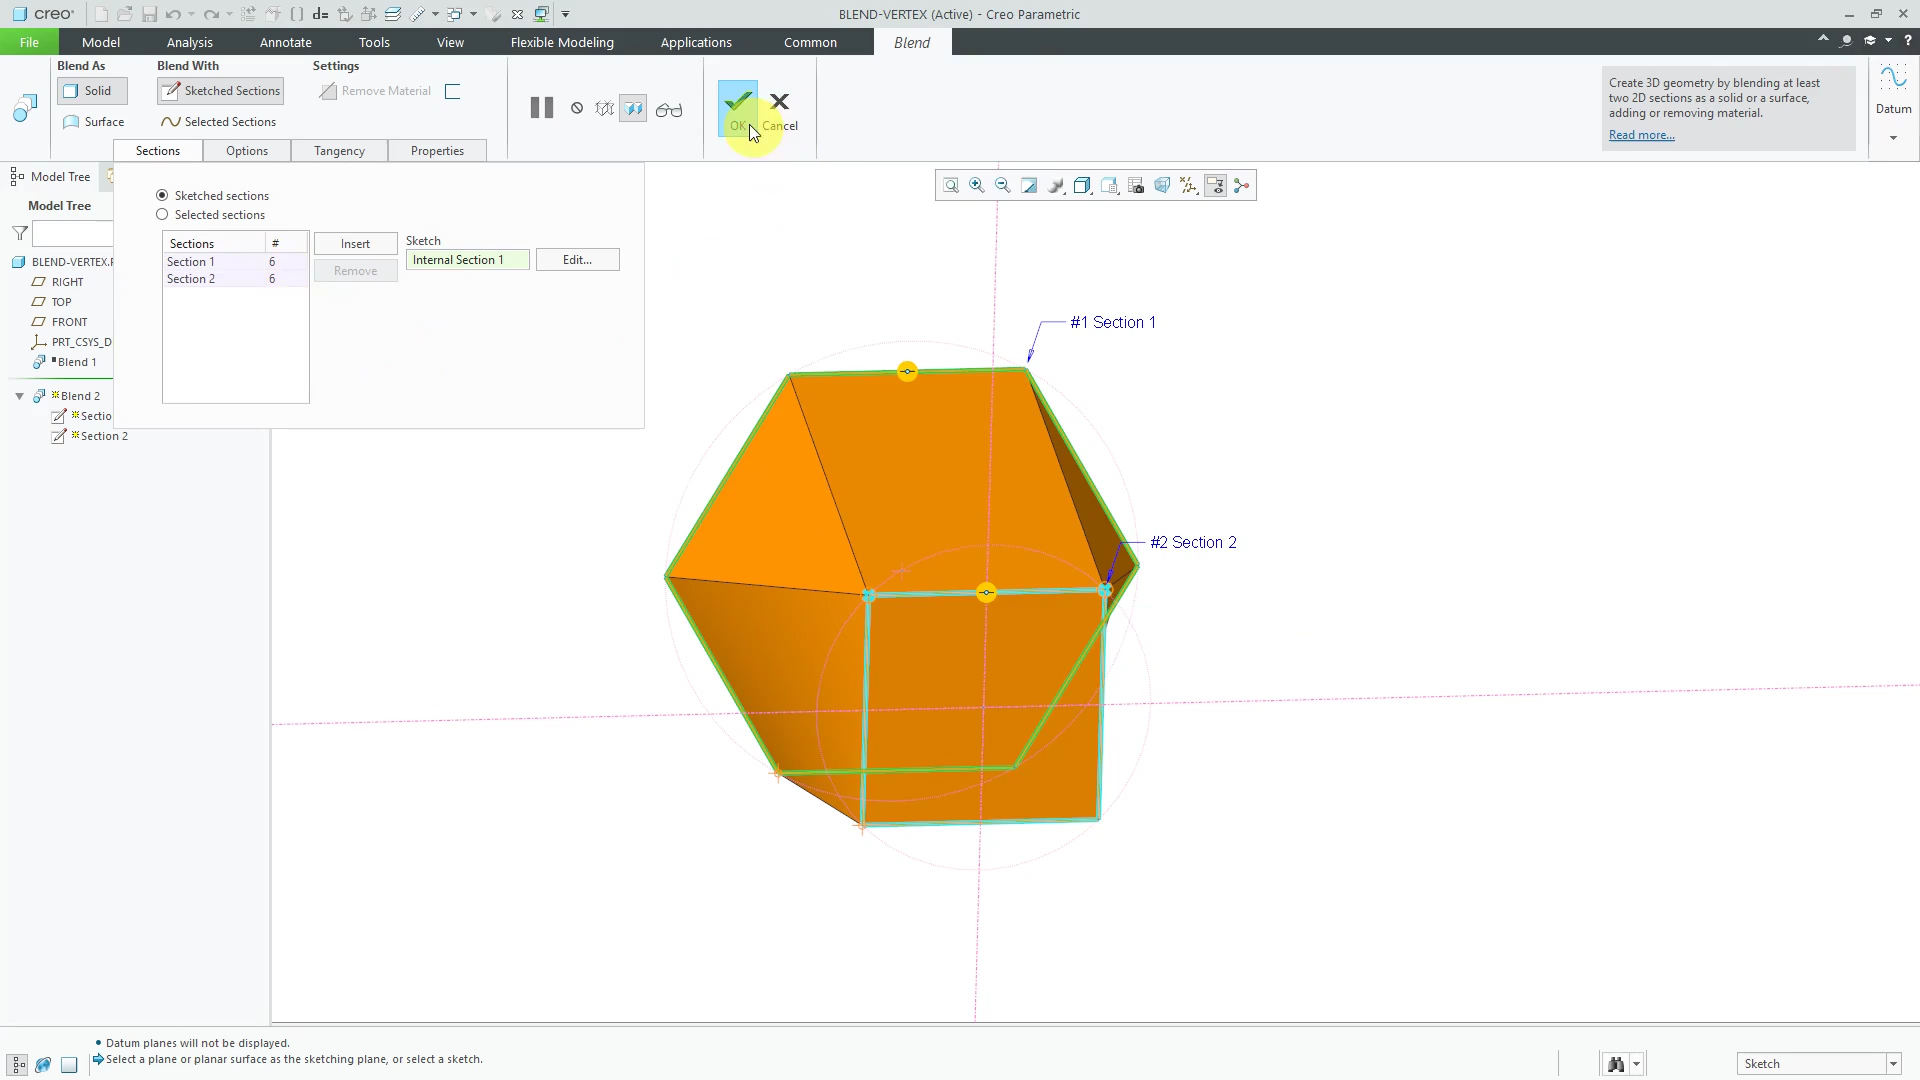 creo
BLEND-VERTEX (Active) - Creo Parametric
File Model Analysis Annotate Tools View Flexible Modeling Applications Common Blend
Blend As Blend With Settings
Solid Sketched Sections Remove Material
Surface Selected Sections
OK Cancel
Create 3D geometry by blending at least
two 2D sections as a solid or a surface,
adding or removing material.
Read more...
Datum
Sections Options Tangency Properties
Model Tree
Model Tree
Sketched sections
Selected sections
Sections # Insert Sketch
Section 1 6 Internal Section 1 Edit...
Section 2 6 Remove
BLEND-VERTEX.P
RIGHT
TOP
FRONT
PRT_CSYS_D
Blend 1
Blend 2
Sectio
Section 2
#1 Section 1
#2 Section 2
Datum planes will not be displayed.
Select a plane or planar surface as the sketching plane, or select a sketch.
Sketch